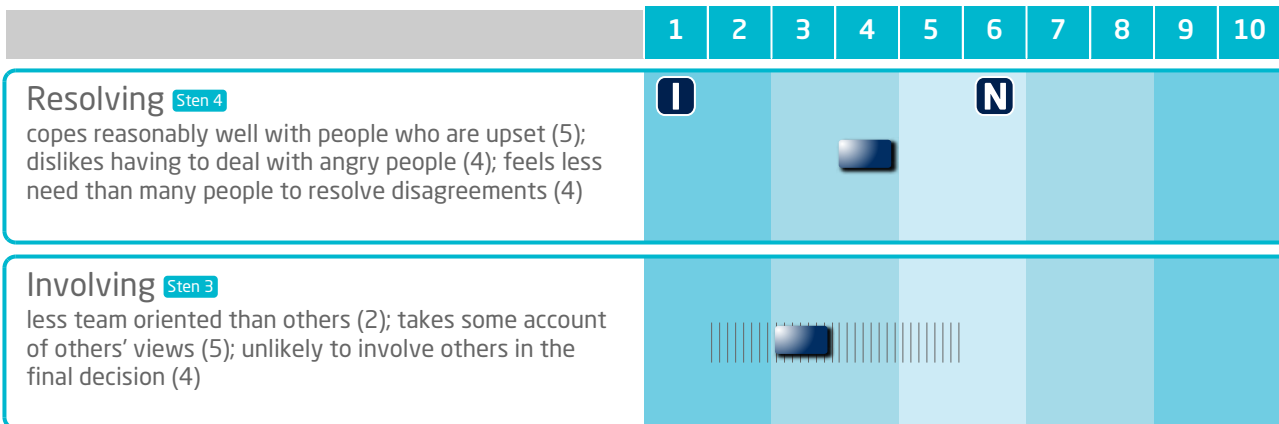 1 2 3 4 5 6 7 8 9 10
Resolving Sten 4
I N
copes reasonably well with people who are upset (5);
dislikes having to deal with angry people (4); feels less
need than many people to resolve disagreements (4)
Involving Sten 3
less team oriented than others (2); takes some account
of others' views (5); unlikely to involve others in the
final decision (4)